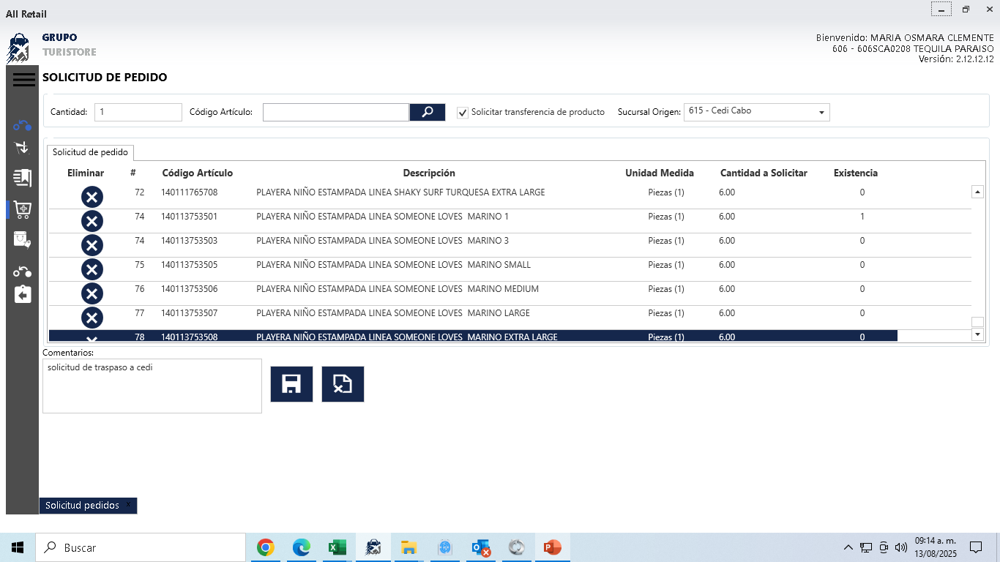 All Retail
GRUPO
TURISTORE
Bienvenido: MARIA OSMARA CLEMENTE
606 - 606SCA0208 TEQUILA PARAISO
Versión: 2.12.12.12
SOLICITUD DE PEDIDO
Cantidad: 1 Código Artículo: Solicitar transferencia de producto Sucursal Origen: 615 - Cedi Cabo
Solicitud de pedido
Eliminar # Código Artículo Descripción Unidad Medida Cantidad a Solicitar Existencia
72 140111765708 PLAYERA NIÑO ESTAMPADA LINEA SHAKY SURF TURQUESA EXTRA LARGE Piezas (1) 6.00 0
74 140113753501 PLAYERA NIÑO ESTAMPADA LINEA SOMEONE LOVES MARINO 1 Piezas (1) 6.00 1
74 140113753503 PLAYERA NIÑO ESTAMPADA LINEA SOMEONE LOVES MARINO 3 Piezas (1) 6.00 0
75 140113753505 PLAYERA NIÑO ESTAMPADA LINEA SOMEONE LOVES MARINO SMALL Piezas (1) 6.00 0
76 140113753506 PLAYERA NIÑO ESTAMPADA LINEA SOMEONE LOVES MARINO MEDIUM Piezas (1) 6.00 0
77 140113753507 PLAYERA NIÑO ESTAMPADA LINEA SOMEONE LOVES MARINO LARGE Piezas (1) 6.00 0
78 140113753508 PLAYERA NIÑO ESTAMPADA LINEA SOMEONE LOVES MARINO EXTRA LARGE Piezas (1) 6.00 0
Comentarios:
solicitud de traspaso a cedi
Solicitud pedidos x
Buscar
09:14 a. m.
13/08/2025